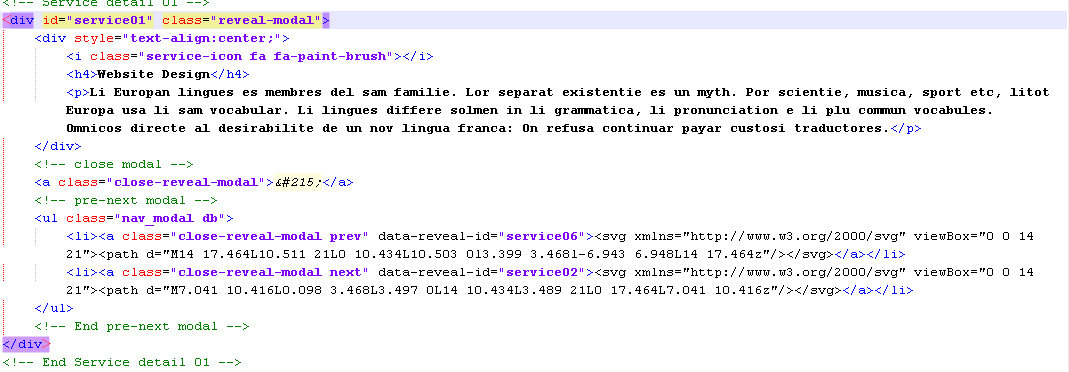 <!-- Service detail 01 -->
<div id="service01" class="reveal-modal">
<div style="text-align:center;">
<i class="service-icon fa fa-paint-brush"></i>
<h4>Website Design</h4>
<p>Li Europan lingues es membres del sam familie. Lor separat existentie es un myth. Por scientie, musica, sport etc, litot
Europa usa li sam vocabular. Li lingues differe solmen in li grammatica, li pronunciation e li plu commun vocabules.
Omnicos directe al desirabilite de un nov lingua franca: On refusa continuar payar custosi traductores.</p>
</div>
<!-- close modal -->
<a class="close-reveal-modal">&#215;</a>
<!-- pre-next modal -->
<ul class="nav_modal db">
<li><a class="close-reveal-modal prev" data-reveal-id="service06"><svg xmlns="http://www.w3.org/2000/svg" viewBox="0 0 14
21"><path d="M14 17.464L10.511 21L0 10.434L10.503 0l3.399 3.468l-6.943 6.948L14 17.464z"/></svg></a></li>
<li><a class="close-reveal-modal next" data-reveal-id="service02"><svg xmlns="http://www.w3.org/2000/svg" viewBox="0 0 14
21"><path d="M7.041 10.416L0.098 3.468L3.497 0L14 10.434L3.489 21L0 17.464L7.041 10.416z"/></svg></a></li>
</ul>
<!-- End pre-next modal -->
</div>
<!-- End Service detail 01 -->